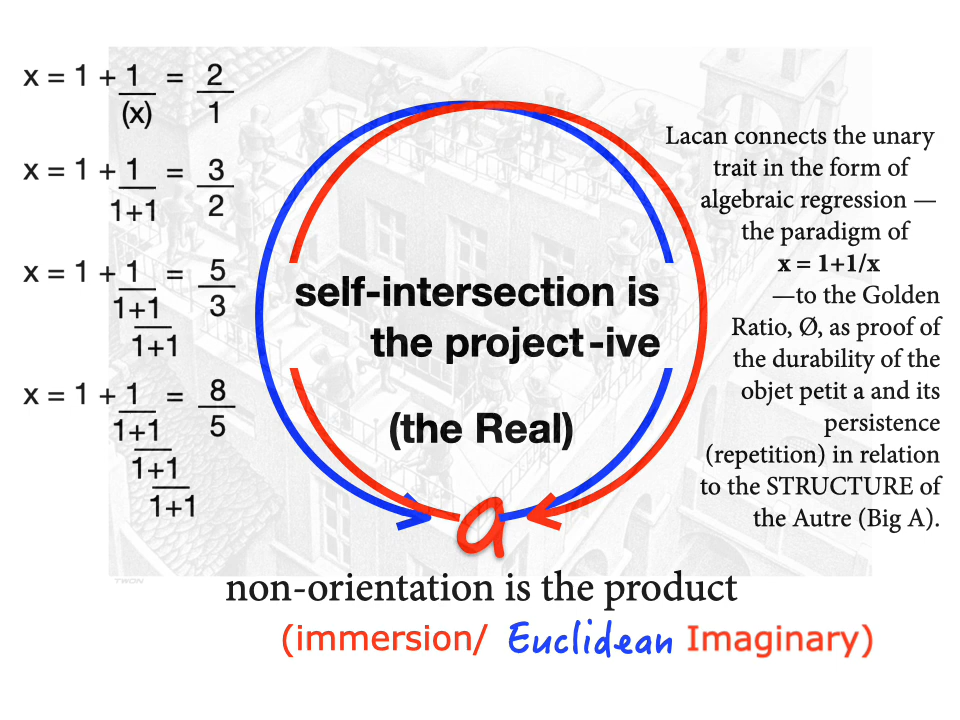 x = 1 + 1 = 2
(x) 1
x = 1 + 1 = 3
1+1 2
x = 1 + 1 = 5
1+1 3
1+1
x = 1 + 1 = 8
1+1 5
1+1
1+1
self-intersection is
the project-ive
(the Real)
a
Lacan connects the unary
trait in the form of
algebraic regression —
the paradigm of
x = 1+1/x
—to the Golden
Ratio, Ø, as proof of
the durability of the
objet petit a and its
persistence
(repetition) in relation
to the STRUCTURE of
the Autre (Big A).
non-orientation is the product
(immersion/ Euclidean Imaginary)